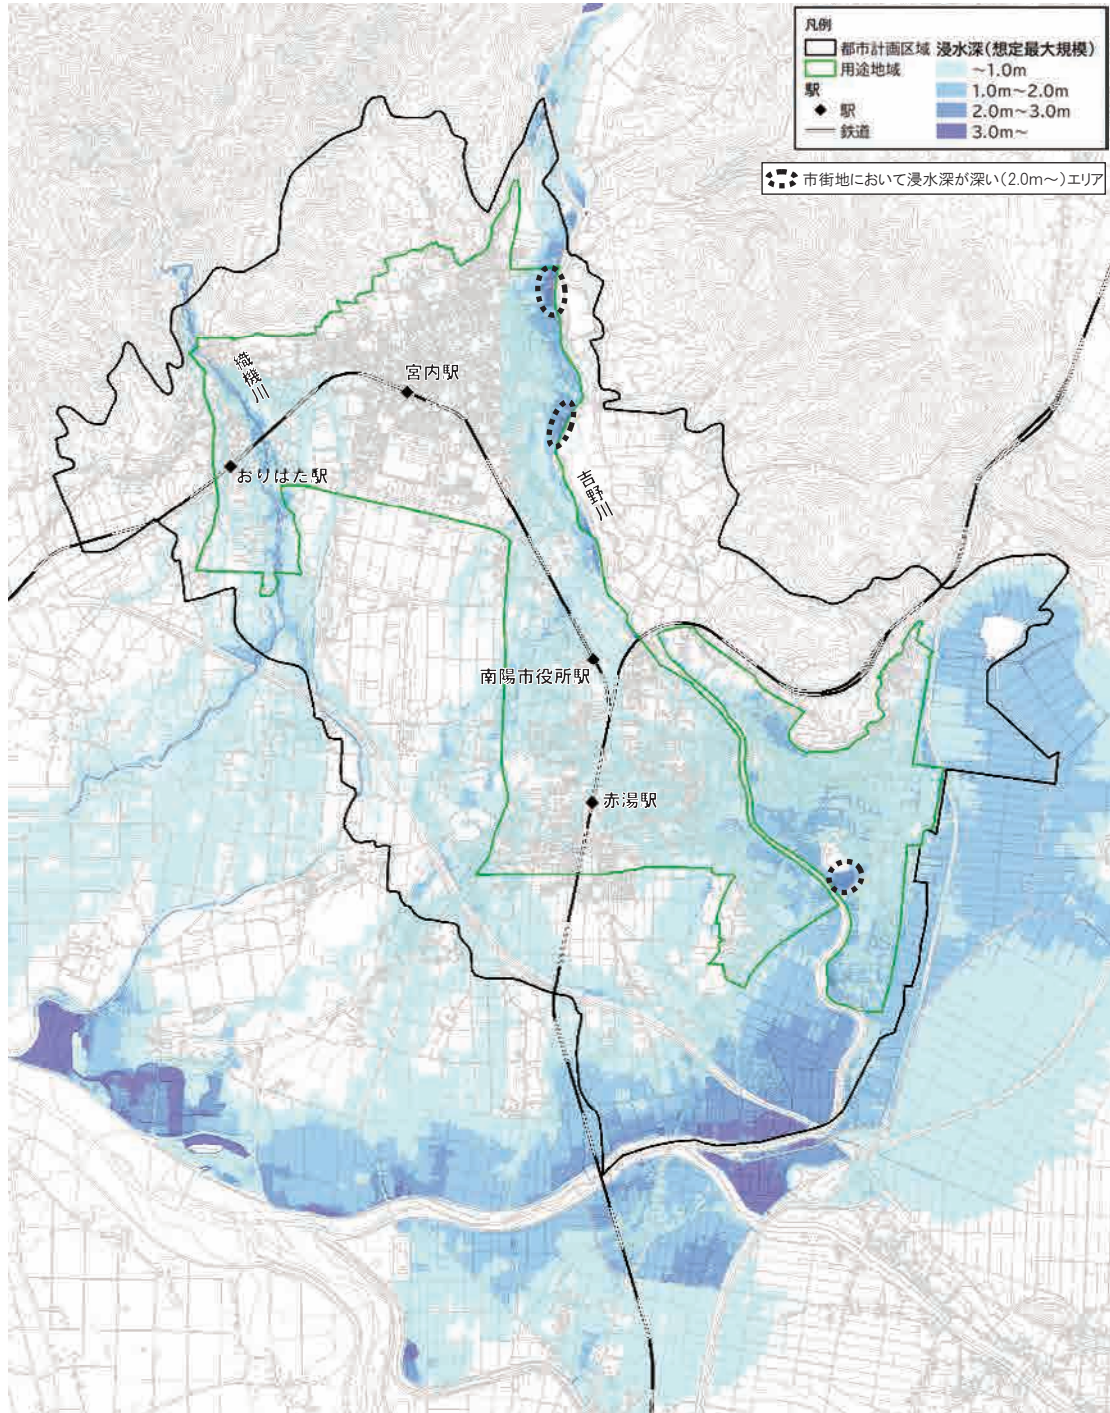 凡例
都市計画区域 浸水深(想定最大規模)
用途地域 ～1.0m
駅 1.0m～2.0m
駅 2.0m～3.0m
鉄道 3.0m～
市街地において浸水深が深い(2.0m～)エリア
織機川
宮内駅
おりはた駅
吉野川
南陽市役所駅
赤湯駅